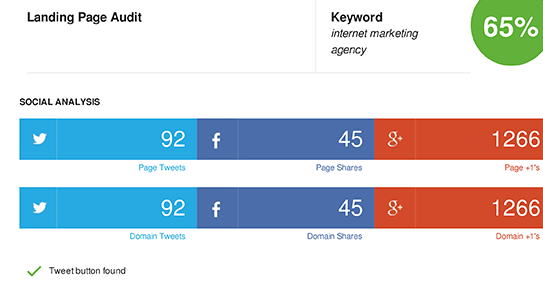 Landing Page Audit
Keyword
internet marketing
agency
65%
SOCIAL ANALYSIS
92 45 g+ 1266
Page Tweets Page Shares Page +1's
92 45 g+ 1266
Domain Tweets Domain Shares Domain +1's
Tweet button found